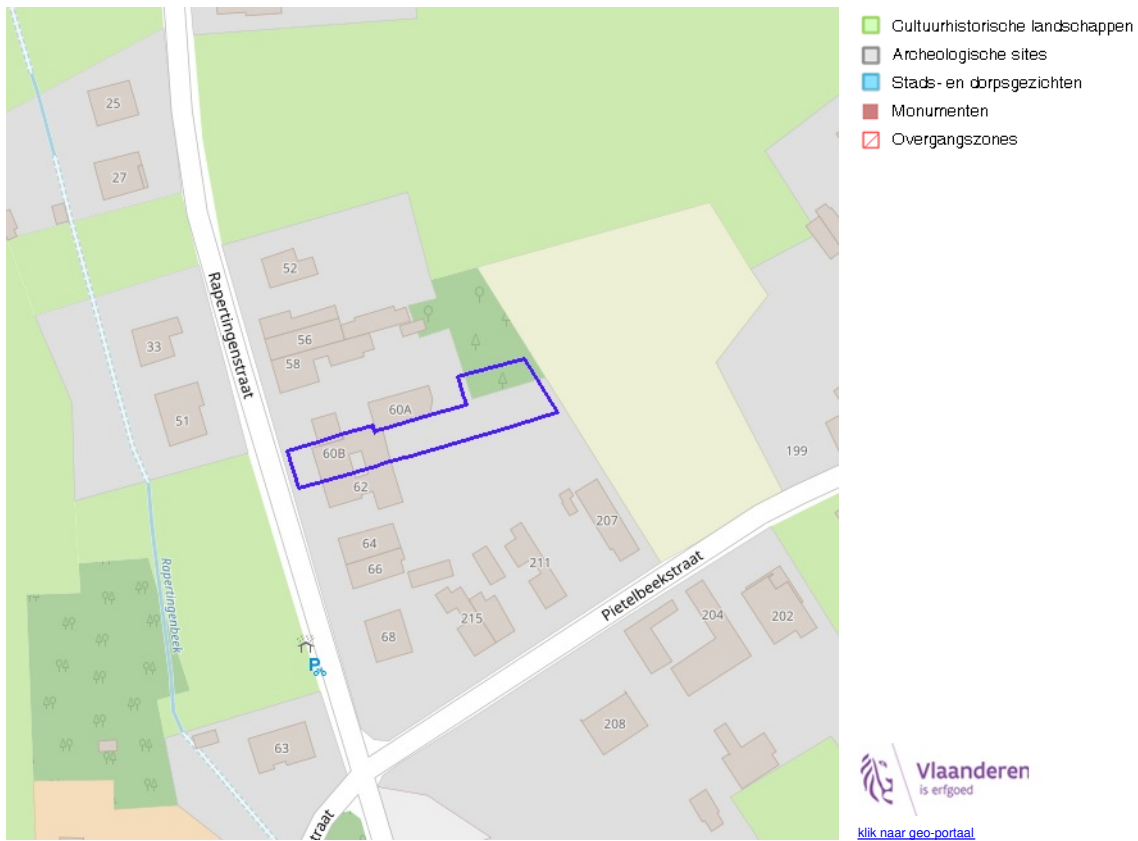 Cultuurhistorische landschappen
Archeologische sites
Stads- en dorpsgezichten
Monumenten
Overgangszones
25
27
52
Rapertingenstraat
33
56
58
51
60A
60B
62
199
64
66
207
Rapertingenbeek
211
Pietelbeekstraat
215
68
204
202
P
208
63
straat
Vlaanderen
is erfgoed
klik naar geo-portaal